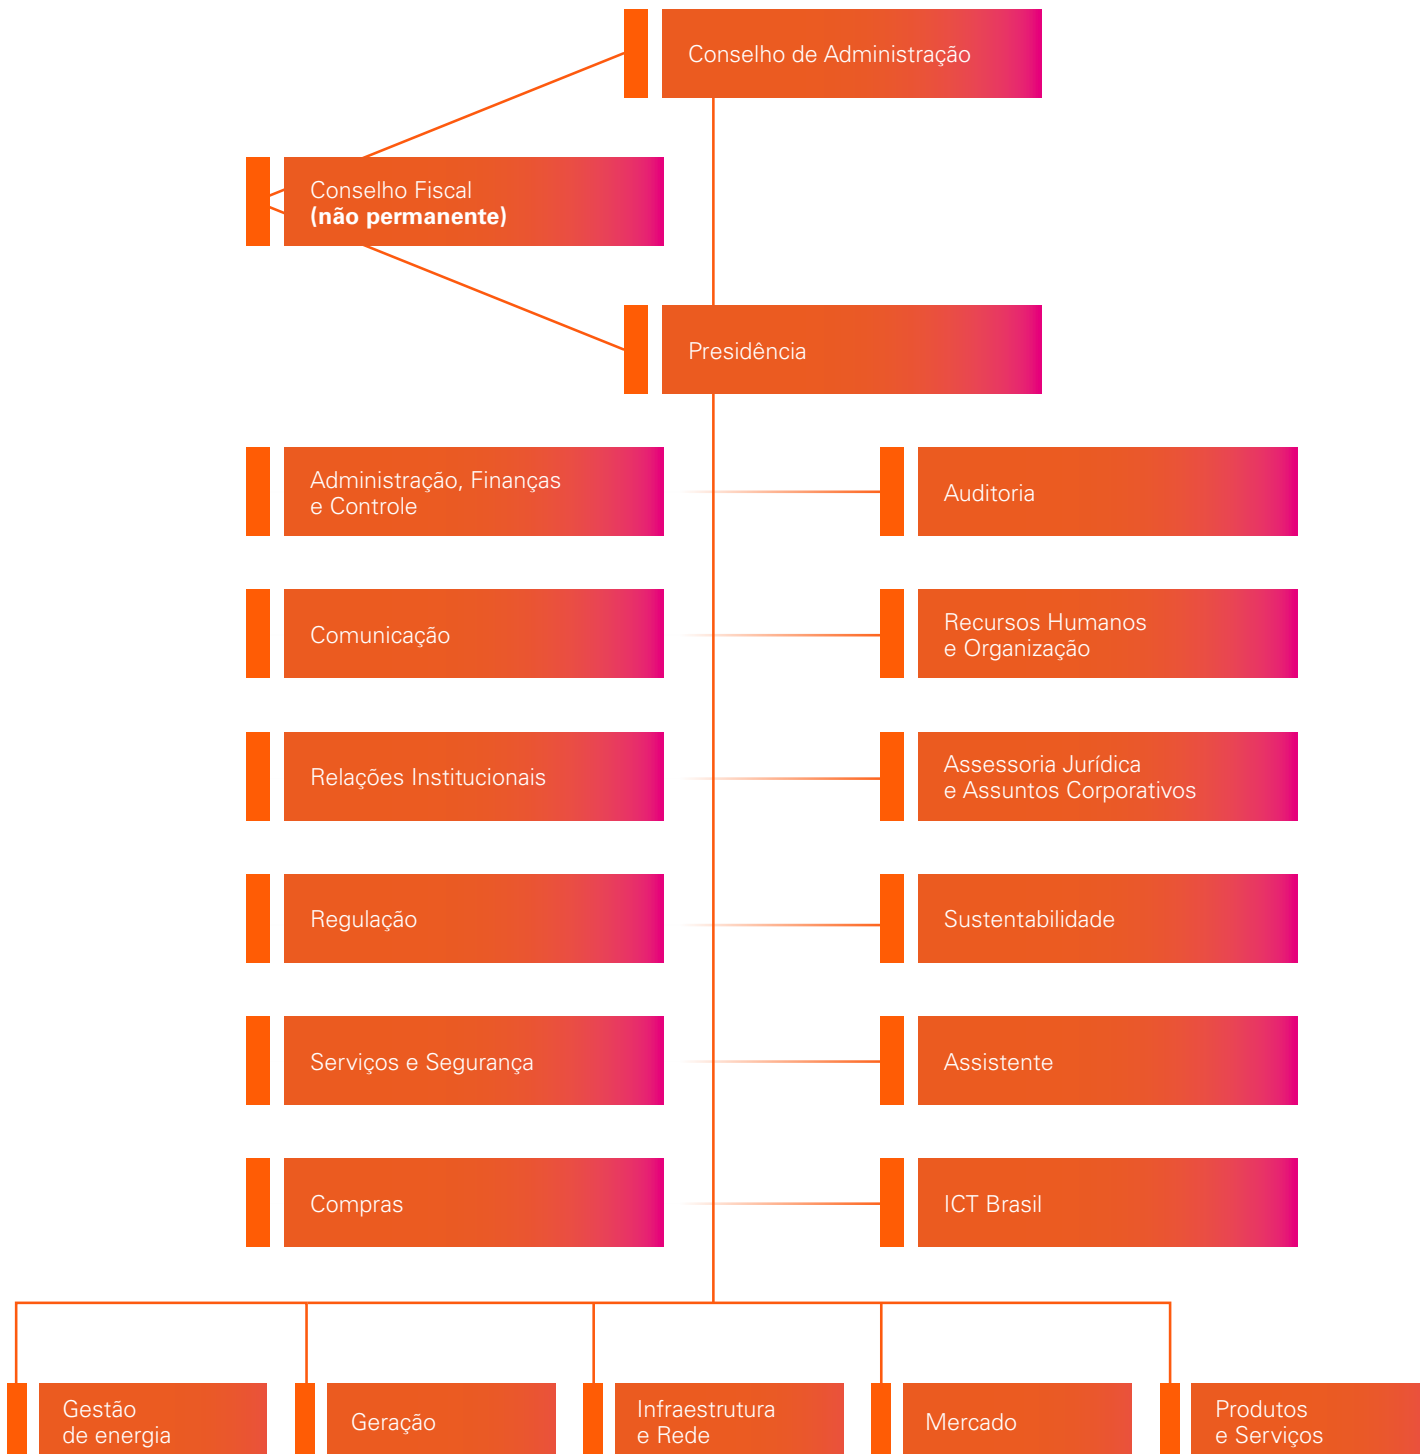 Conselho de Administração
Conselho Fiscal
(não permanente)
Presidência
Administração, Finanças
e Controle
Auditoria
Comunicação
Recursos Humanos
e Organização
Relações Institucionais
Assessoria Jurídica
e Assuntos Corporativos
Regulação
Sustentabilidade
Serviços e Segurança
Assistente
Compras
ICT Brasil
Gestão
de energia
Geração
Infraestrutura
e Rede
Mercado
Produtos
e Serviços